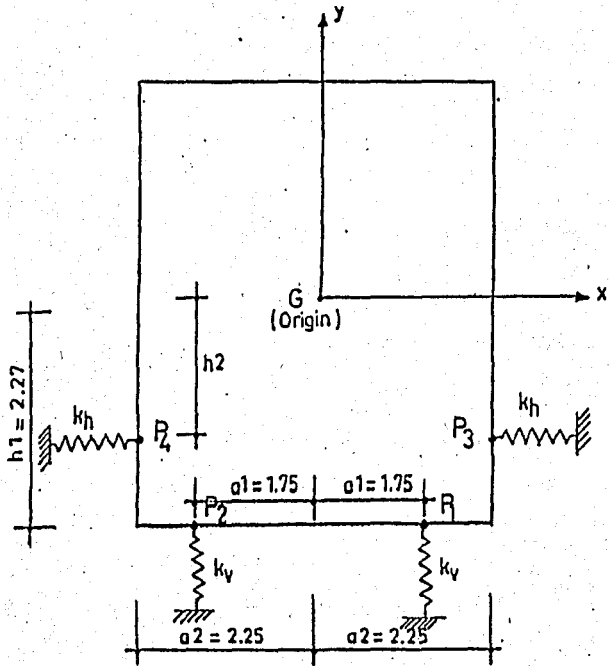 y
G
(Origin)
x
h2
h1 = 2.27
kh
P4
P3
kh
a1 = 1.75
a1 = 1.75
P2
P1
kv
kv
a2 = 2.25
a2 = 2.25